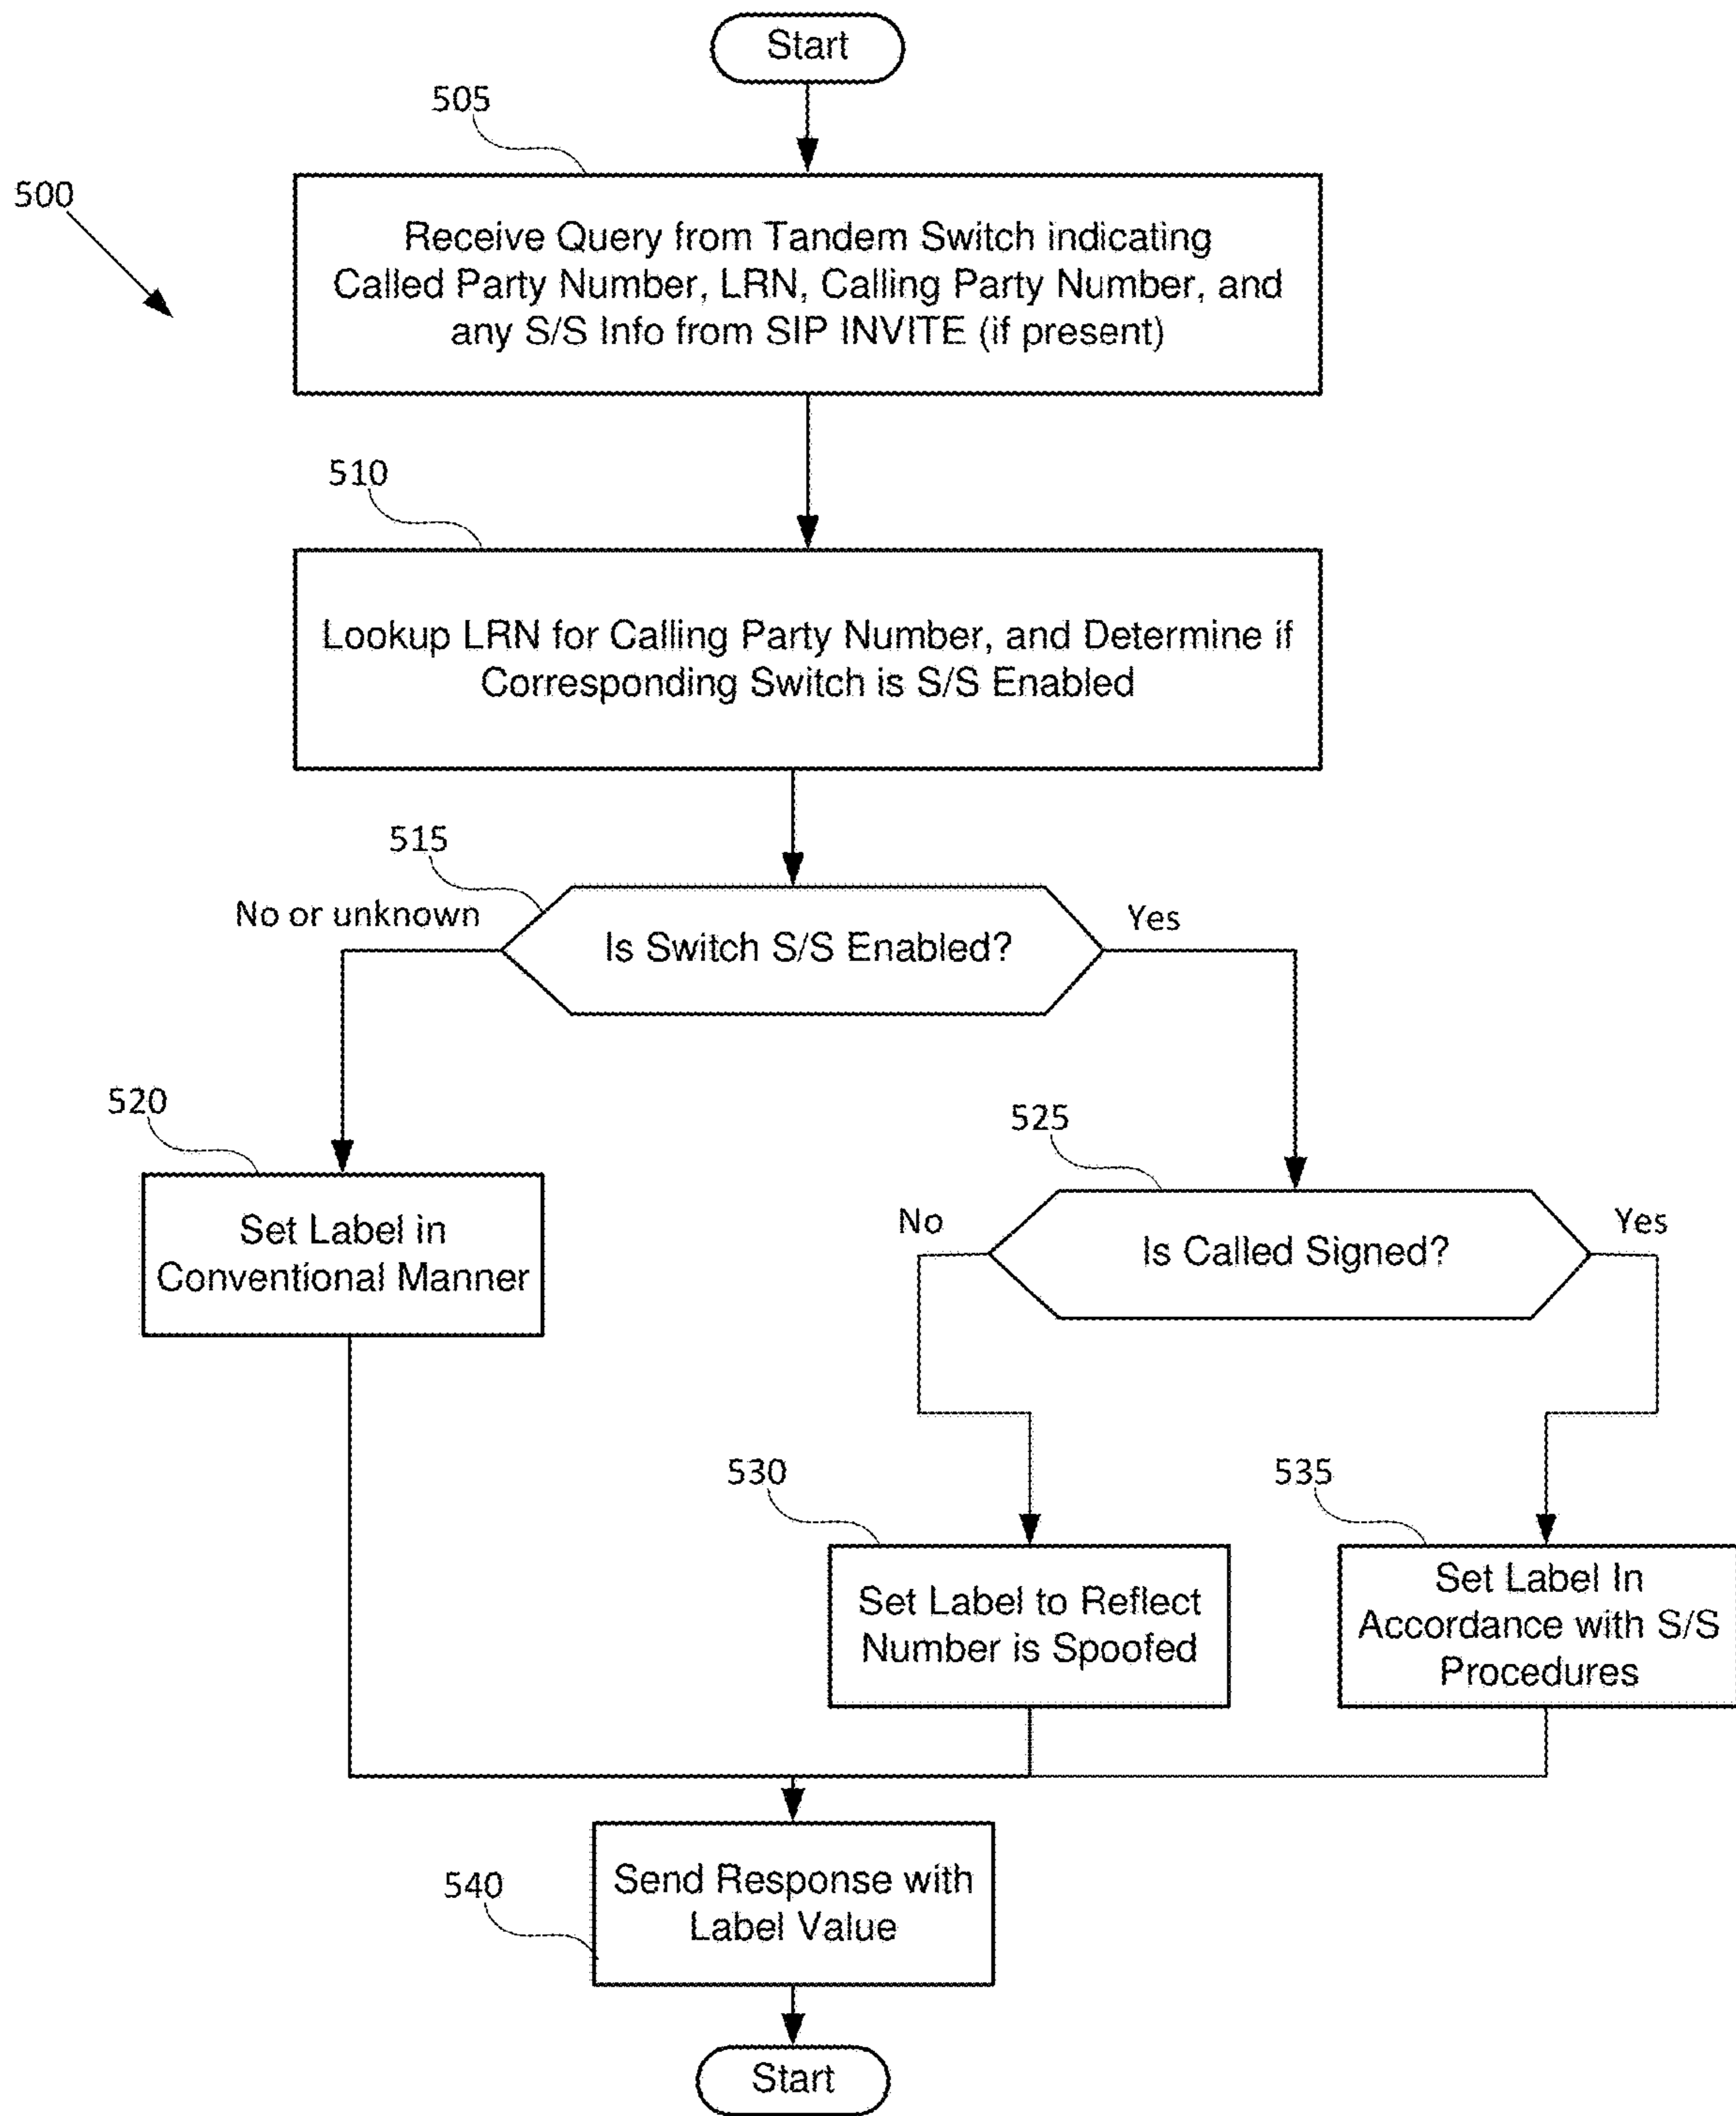 Start
505
500
Receive Query from Tandem Switch indicating
Called Party Number, LRN, Calling Party Number, and
any S/S Info from SIP INVITE (if present)
510
Lookup LRN for Calling Party Number, and Determine if
Corresponding Switch is S/S Enabled
515
No or unknown
Yes
Is Switch S/S Enabled?
520
525
Set Label in
Conventional Manner
No
Yes
Is Called Signed?
530
535
Set Label to Reflect
Number is Spoofed
Set Label In
Accordance with S/S
Procedures
540
Send Response with
Label Value
Start